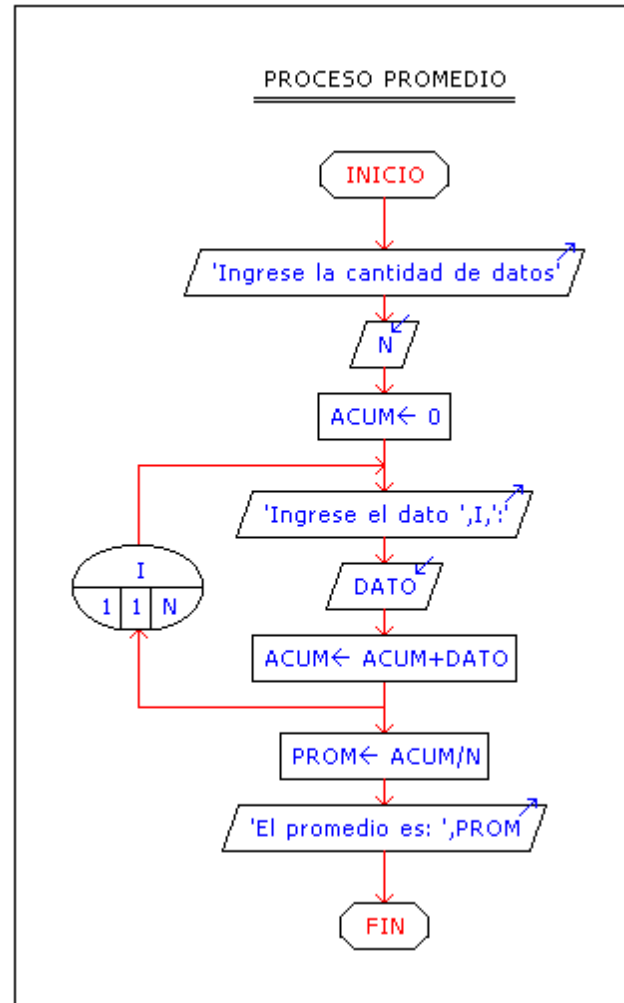 PROCESO PROMEDIO
INICIO
'Ingrese la cantidad de datos'
N
ACUM← 0
'Ingrese el dato ',I,':'
I
1 1 N
DATO
ACUM← ACUM+DATO
PROM← ACUM/N
'El promedio es: ',PROM
FIN